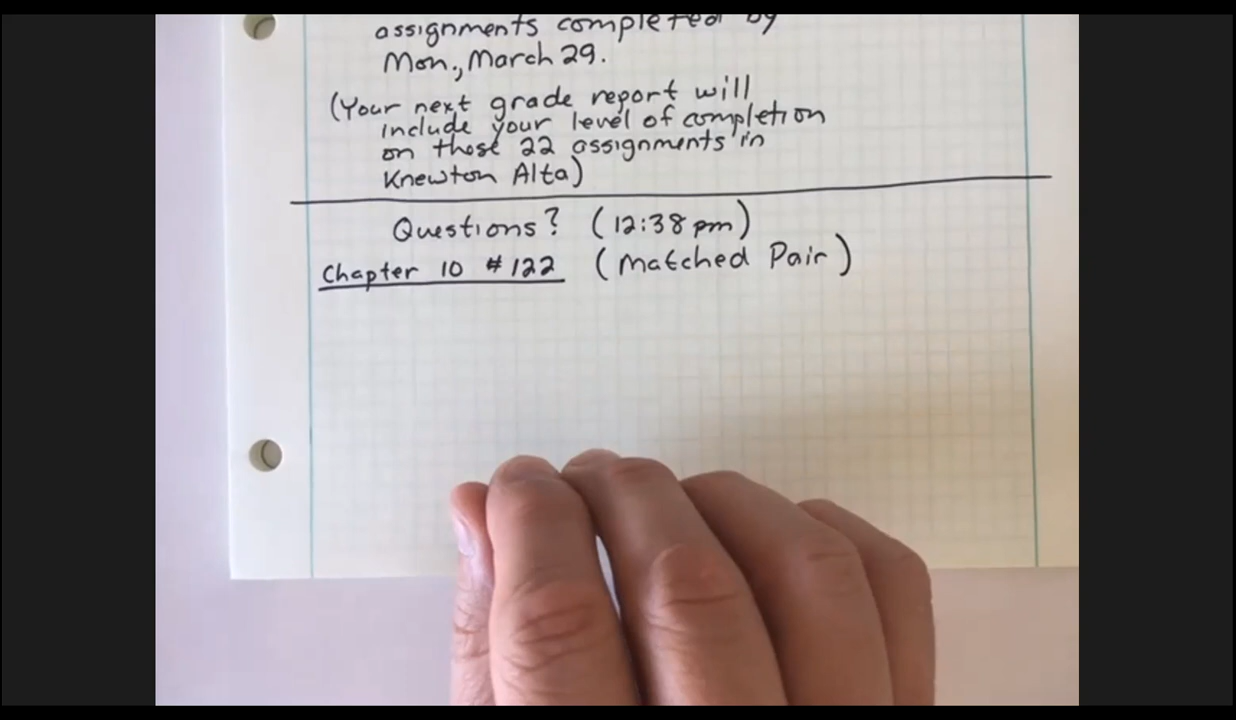 assignments completed by
Mon., March 29.
(Your next grade report will
include your level of completion
on those 22 assignments in
Knewton Alta)
Questions? (12:38 pm)
Chapter 10 #122 (Matched Pair)